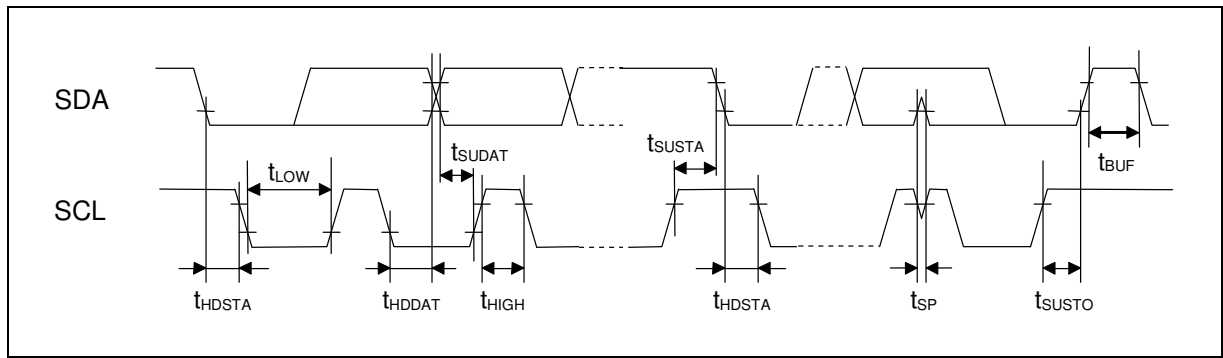 SDA
tSUDAT
tSUSTA
tLOW
tBUF
SCL
tHDSTA
tHDDAT
tHIGH
tHDSTA
tSP
tSUSTO